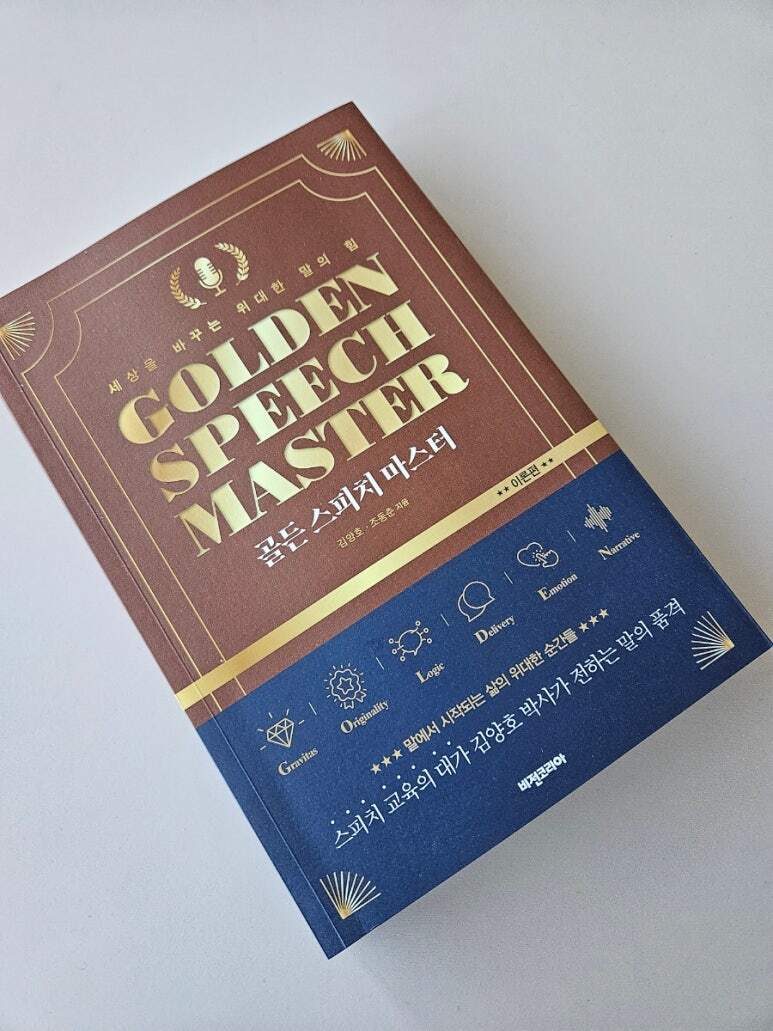 세상을 바꾸는 위대한 말의 힘
GOLDEN
SPEECH
MASTER
골든 스피치 마스터
김양호 · 조동춘 지음
★★ 이론편 ★★
Gravitas
Originality
Logic
Delivery
Emotion
Narrative
★★★ 말에서 시작되는 삶의 위대한 순간들 ★★★
스피치 교육의 대가 김양호 박사가 전하는 말의 품격
비전코리아